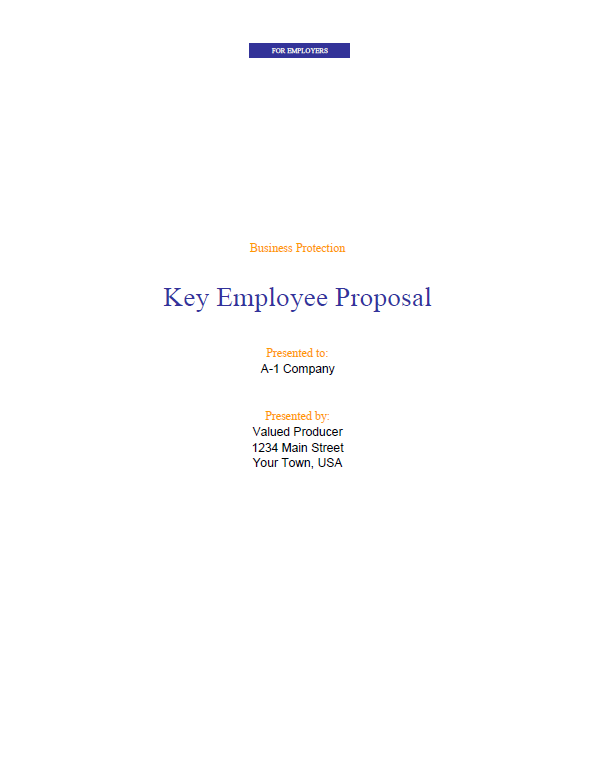 FOR EMPLOYERS
Business Protection
Key Employee Proposal
Presented to:
A-1 Company
Presented by:
Valued Producer
1234 Main Street
Your Town, USA